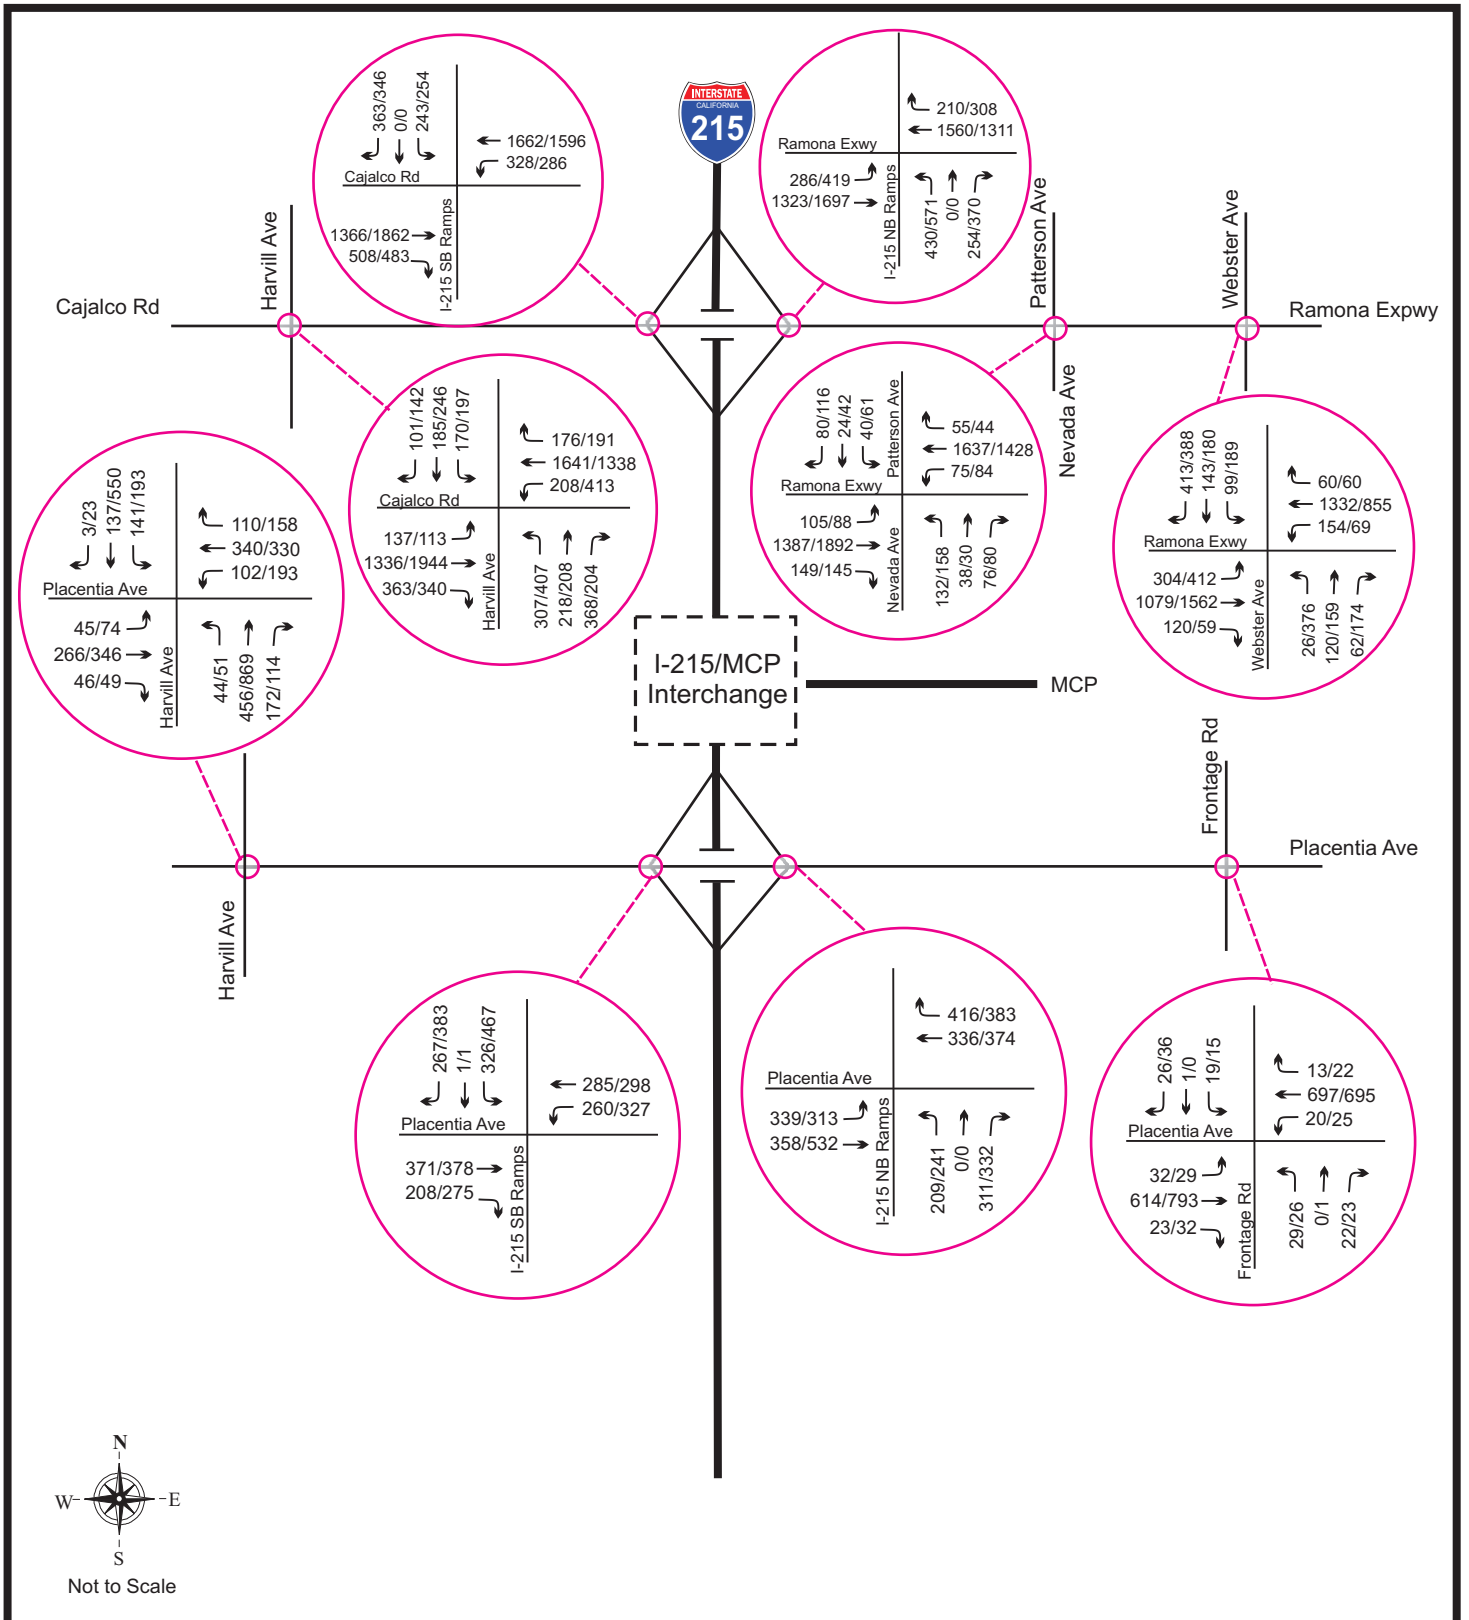 INTERSTATE
CALIFORNIA
215
363/346
0/0
243/254
1662/1596
328/286
Cajalco Rd
1366/1862
508/483
I-215 SB Ramps
210/308
1560/1311
Ramona Exwy
286/419
1323/1697
I-215 NB Ramps
430/571
0/0
254/370
Harvill Ave
Patterson Ave
Webster Ave
Cajalco Rd
Ramona Expwy
Nevada Ave
101/142
185/246
170/197
176/191
1641/1338
208/413
Cajalco Rd
137/113
1336/1944
363/340
Harvill Ave
307/407
218/208
368/204
80/116
24/42
40/61
Patterson Ave
55/44
1637/1428
75/84
Ramona Exwy
105/88
1387/1892
149/145
Nevada Ave
132/158
38/30
76/80
413/388
143/180
99/189
60/60
1332/855
154/69
Ramona Exwy
304/412
1079/1562
120/59
Webster Ave
26/376
120/159
62/174
3/23
137/550
141/193
110/158
340/330
102/193
Placentia Ave
45/74
266/346
46/49
Harvill Ave
44/51
456/869
172/114
I-215/MCP
Interchange
MCP
Frontage Rd
Placentia Ave
Harvill Ave
267/383
1/1
326/467
285/298
260/327
Placentia Ave
371/378
208/275
I-215 SB Ramps
416/383
336/374
Placentia Ave
339/313
358/532
I-215 NB Ramps
209/241
0/0
311/332
26/36
1/0
19/15
13/22
697/695
20/25
Placentia Ave
32/29
614/793
23/32
Frontage Rd
29/26
0/1
22/23
N
W
E
S
Not to Scale